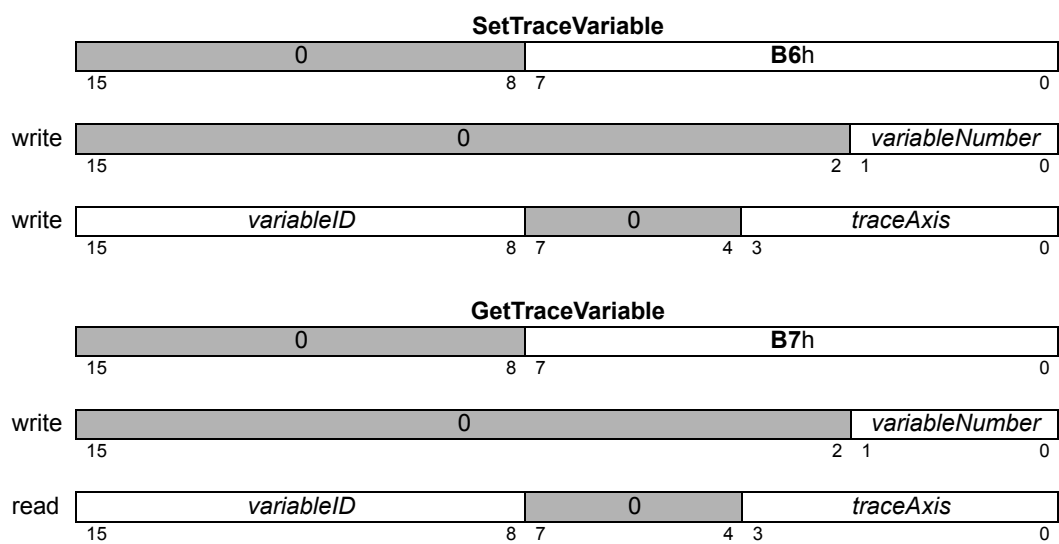 SetTraceVariable
0 B6h
15 8 7 0
write 0 variableNumber
15 2 1 0
write variableID 0 traceAxis
15 8 7 4 3 0
GetTraceVariable
0 B7h
15 8 7 0
write 0 variableNumber
15 2 1 0
read variableID 0 traceAxis
15 8 7 4 3 0